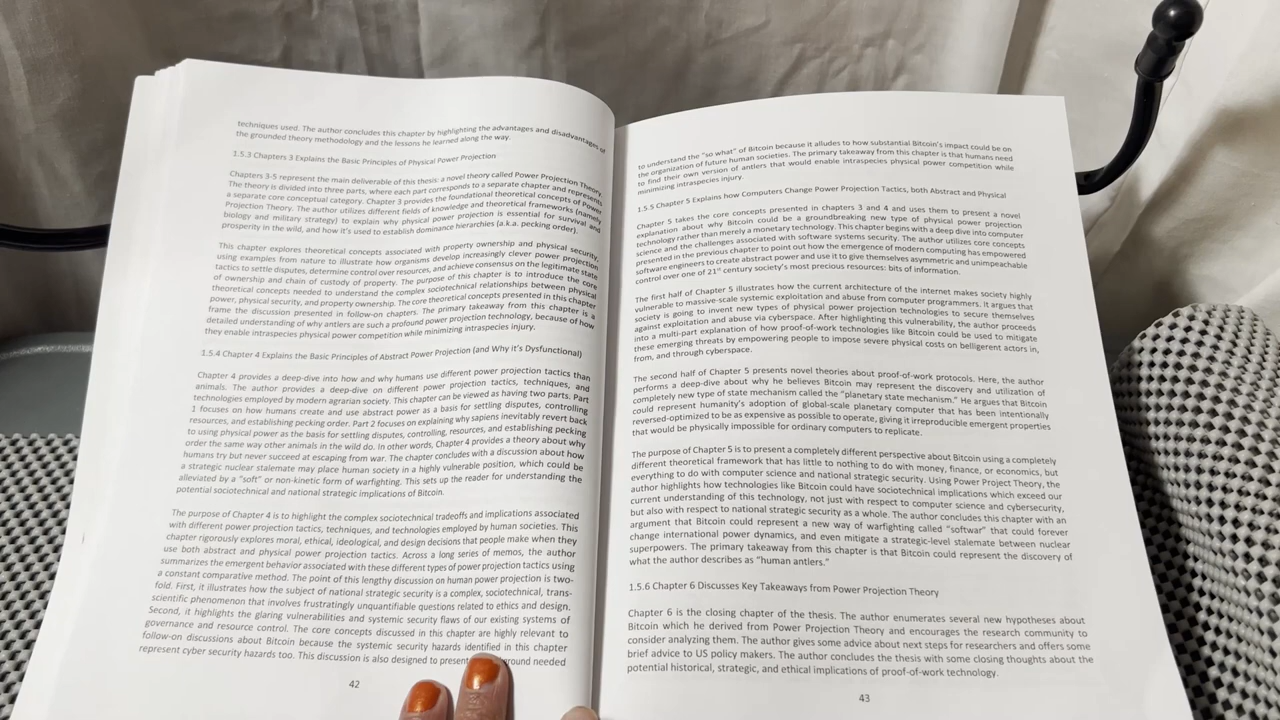 techniques used. The author concludes this chapter by highlighting the advantages and disadvantages of
the grounded theory methodology and the lessons he learned along the way.
1.5.3 Chapters 3 Explains the Basic Principles of Physical Power Projection
Chapters 3-5 represent the main deliverable of this thesis: a novel theory called Power Projection Theory.
The theory is divided into three parts, where each part corresponds to a separate chapter and represents
a separate core conceptual category. Chapter 3 provides the foundational theoretical concepts of Power
Projection Theory. The author utilizes different fields of knowledge and theoretical frameworks (namely
biology and military strategy) to explain why physical power projection is essential for survival and
prosperity in the wild, and how it's used to establish dominance hierarchies (a.k.a. pecking order).
This chapter explores theoretical concepts associated with property ownership and physical security,
using examples from nature to illustrate how organisms develop increasingly clever power projection
tactics to settle disputes, determine control over resources, and achieve consensus on the legitimate state
of ownership and chain of custody of property. The purpose of this chapter is to introduce the core
theoretical concepts needed to understand the complex sociotechnical relationships between physical
power, physical security, and property ownership. The core theoretical concepts presented in this chapter
frame the discussion presented in follow-on chapters. The primary takeaway from this chapter is a
detailed understanding of why antlers are such a profound power projection technology, because of how
they enable intraspecies physical power competition while minimizing intraspecies injury.
1.5.4 Chapter 4 Explains the Basic Principles of Abstract Power Projection (and Why it's Dysfunctional)
Chapter 4 provides a deep-dive into how and why humans use different power projection tactics than
animals. The author provides a deep-dive on different power projection tactics, techniques, and
technologies employed by modern agrarian society. This chapter can be viewed as having two parts. Part
1 focuses on how humans create and use abstract power as a basis for settling disputes, controlling
resources, and establishing pecking order. Part 2 focuses on explaining why sapiens inevitably revert back
to using physical power as the basis for settling disputes, controlling, resources, and establishing pecking
order the same way other animals in the wild do. In other words, Chapter 4 provides a theory about why
humans try but never succeed at escaping from war. The chapter concludes with a discussion about how
a strategic nuclear stalemate may place human society in a highly vulnerable position, which could be
alleviated by a "soft" or non-kinetic form of warfighting. This sets up the reader for understanding the
potential sociotechnical and national strategic implications of Bitcoin.
The purpose of Chapter 4 is to highlight the complex sociotechnical tradeoffs and implications associated
with different power projection tactics, techniques, and technologies employed by human societies. This
chapter rigorously explores moral, ethical, ideological, and design decisions that people make when they
use both abstract and physical power projection tactics. Across a long series of memos, the author
summarizes the emergent behavior associated with these different types of power projection tactics using
a constant comparative method. The point of this lengthy discussion on human power projection is two-
fold. First, it illustrates how the subject of national strategic security is a complex, sociotechnical, trans-
scientific phenomenon that involves frustratingly unquantifiable questions related to ethics and design.
Second, it highlights the glaring vulnerabilities and systemic security flaws of our existing systems of
governance and resource control. The core concepts discussed in this chapter are highly relevant to
follow-on discussions about Bitcoin because the systemic security hazards identified in this chapter
represent cyber security hazards too. This discussion is also designed to present ground needed
42
to understand the "so what" of Bitcoin because it alludes to how substantial Bitcoin's impact could be on
the organization of future human societies. The primary takeaway from this chapter is that humans need
to find their own version of antlers that would enable intraspecies physical power competition while
minimizing intraspecies injury.
1.5.5 Chapter 5 Explains how Computers Change Power Projection Tactics, both Abstract and Physical
Chapter 5 takes the core concepts presented in chapters 3 and 4 and uses them to present a novel
explanation about why Bitcoin could be a groundbreaking new type of physical power projection
technology rather than merely a monetary technology. This chapter begins with a deep dive into computer
science and the challenges associated with software systems security. The author utilizes core concepts
presented in the previous chapter to point out how the emergence of modern computing has empowered
software engineers to create abstract power and use it to give themselves asymmetric and unimpeachable
control over one of 21st century society's most precious resources: bits of information.
The first half of Chapter 5 illustrates how the current architecture of the internet makes society highly
vulnerable to massive-scale systemic exploitation and abuse from computer programmers. It argues that
society is going to invent new types of physical power projection technologies to secure themselves
against exploitation and abuse via cyberspace. After highlighting this vulnerability, the author proceeds
into a multi-part explanation of how proof-of-work technologies like Bitcoin could be used to mitigate
these emerging threats by empowering people to impose severe physical costs on belligerent actors in,
from, and through cyberspace.
The second half of Chapter 5 presents novel theories about proof-of-work protocols. Here, the author
performs a deep-dive about why he believes Bitcoin may represent the discovery and utilization of
completely new type of state mechanism called the "planetary state mechanism." He argues that Bitcoin
could represent humanity's adoption of global-scale planetary computer that has been intentionally
reversed-optimized to be as expensive as possible to operate, giving it irreproducible emergent properties
that would be physically impossible for ordinary computers to replicate.
The purpose of Chapter 5 is to present a completely different perspective about Bitcoin using a completely
different theoretical framework that has little to nothing to do with money, finance, or economics, but
everything to do with computer science and national strategic security. Using Power Project Theory, the
author highlights how technologies like Bitcoin could have sociotechnical implications which exceed our
current understanding of this technology, not just with respect to computer science and cybersecurity,
but also with respect to national strategic security as a whole. The author concludes this chapter with an
argument that Bitcoin could represent a new way of warfighting called "softwar" that could forever
change international power dynamics, and even mitigate a strategic-level stalemate between nuclear
superpowers. The primary takeaway from this chapter is that Bitcoin could represent the discovery of
what the author describes as "human antlers."
1.5.6 Chapter 6 Discusses Key Takeaways from Power Projection Theory
Chapter 6 is the closing chapter of the thesis. The author enumerates several new hypotheses about
Bitcoin which he derived from Power Projection Theory and encourages the research community to
consider analyzing them. The author gives some advice about next steps for researchers and offers some
brief advice to US policy makers. The author concludes the thesis with some closing thoughts about the
potential historical, strategic, and ethical implications of proof-of-work technology.
43